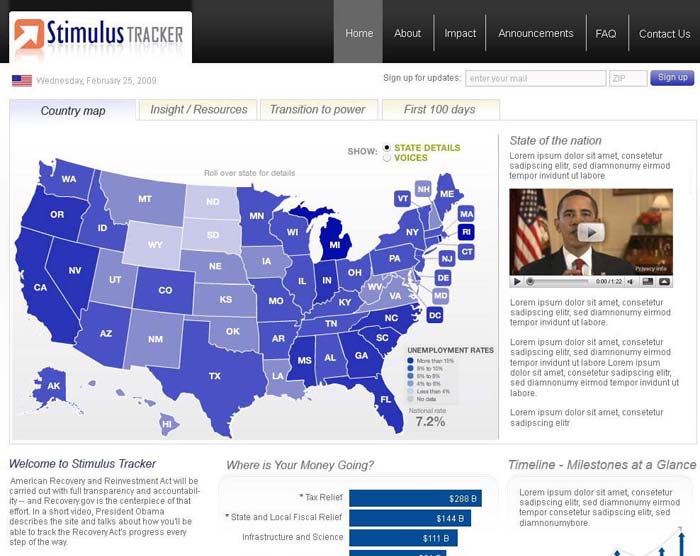 Stimulus TRACKER
Home
About
Impact
Announcements
FAQ
Contact Us
Wednesday, February 25, 2009.
Sign up for updates:
enter your mail
ZIP
Sign up
Country map
Insight / Resources
Transition to power
First 100 days
SHOW:
STATE DETAILS
VOICES
Roll over state for details
WA
MT
ND
MN
OR
ID
WY
SD
WI
MI
NV
CA
UT
CO
NE
KS
IA
MO
IL
IN
OH
KY
WV
VA
PA
NY
VT
NH
ME
MA
RI
CT
NJ
DE
MD
DC
AZ
NM
OK
AR
TN
NC
SC
TX
LA
MS
AL
GA
FL
AK
HI
UNEMPLOYMENT RATES
More than 10%
8% to 10%
6% to 8%
4% to 6%
Less than 4%
No data
National rate
7.2%
State of the nation
Lorem ipsum dolor sit amet, consetetur
sadipscing elitr, sed diamnonumy eirmod
tempor invidunt ut labore
Privacy info
0:00 / 1:22
Lorem ipsum dolor sit amet, consetetur
sadipscing elitr, sed diamnonumy eirmod
tempor invidunt ut labore.
Lorem ipsum dolor sit amet, consetetur
sadipscing elitr, sed diamnonumy eirmod
tempor invidunt ut labore Lorem ipsum
dolor sit amet, consetetur sadipscing elitr,
sed diamnonumy eirmod tempor invidunt ut
labore.
Lorem ipsum dolor sit amet, consetetur
sadipscing elitr
Welcome to Stimulus Tracker
American Recovery and Reinvestment Act will be
carried out with full transparency and accountabil-
ity -- and Recovery.gov is the centerpiece of that
effort. In a short video, President Obama
describes the site and talks about how you'll be
able to track the Recovery Act's progress every
step of the way.
Where is Your Money Going?
* Tax Relief
$288 B
* State and Local Fiscal Relief
$144 B
Infrastructure and Science
$111 B
Timeline - Milestones at a Glance
Lorem ipsum dolor sit amet,
consetetur sadipscing elitr, sed
diamnonumybore.